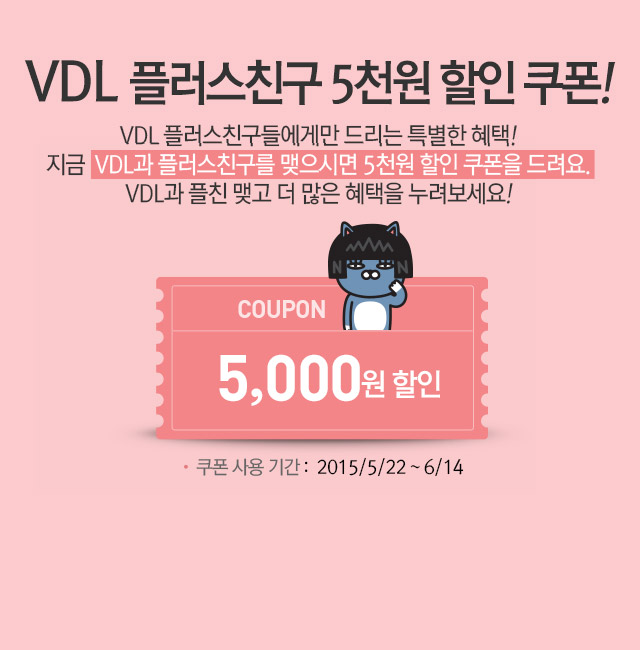 VDL 플러스친구 5천원 할인 쿠폰!
VDL 플러스친구들에게만 드리는 특별한 혜택!
지금 VDL과 플러스친구를 맺으시면 5천원 할인 쿠폰을 드려요.
VDL과 플친 맺고 더 많은 혜택을 누려보세요!
N N
COUPON
5,000원 할인
• 쿠폰 사용 기간 : 2015/5/22 ~ 6/14